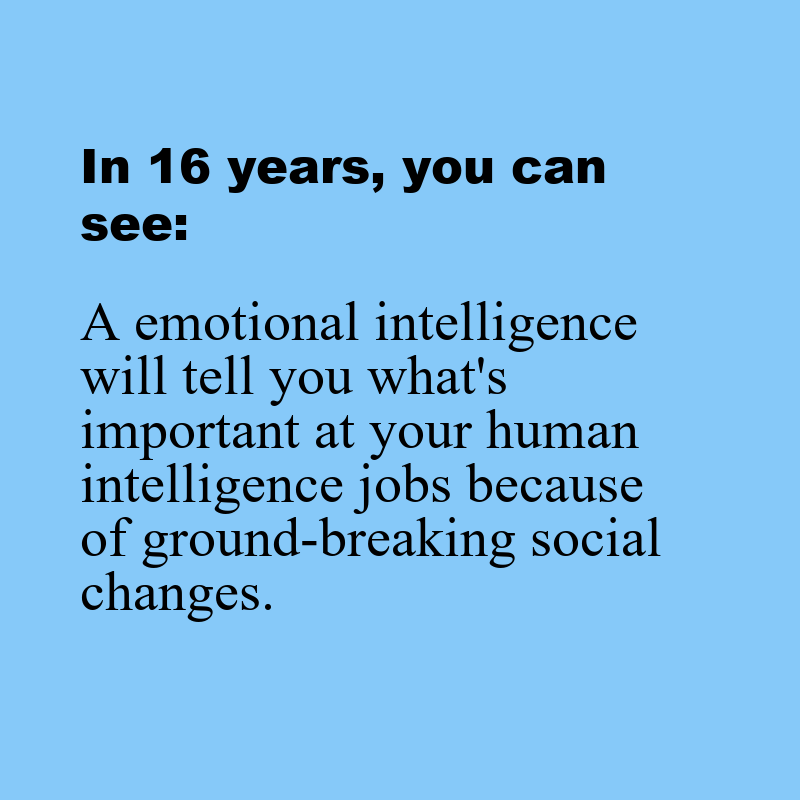 In 16 years, you can
see:
A emotional intelligence
will tell you what's
important at your human
intelligence jobs because
of ground-breaking social
changes.